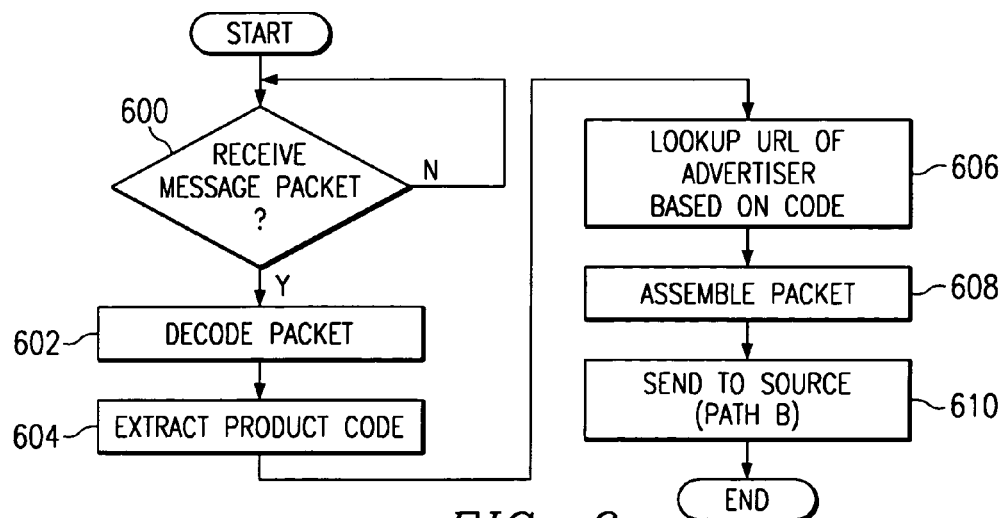 START
600
RECEIVE
MESSAGE PACKET
?
N
Y
602
DECODE PACKET
604
EXTRACT PRODUCT CODE
LOOKUP URL OF
ADVERTISER
BASED ON CODE
606
ASSEMBLE PACKET
608
SEND TO SOURCE
(PATH B)
610
END